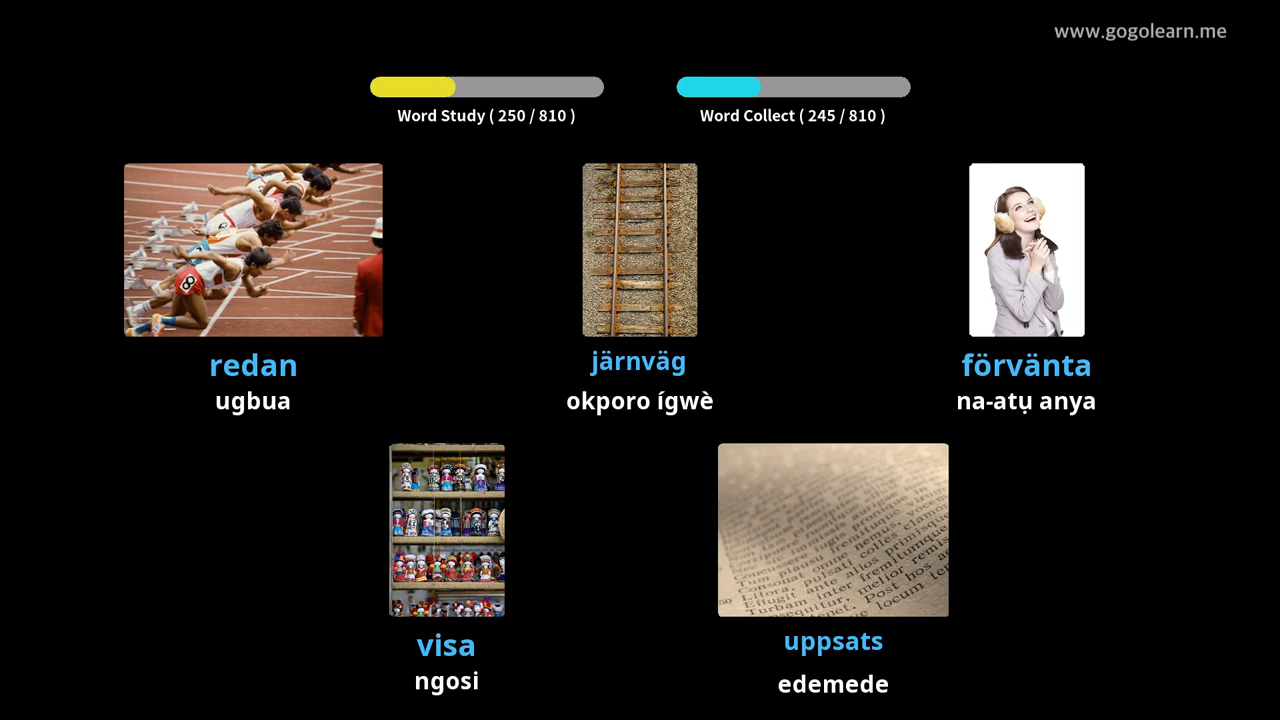 www.gogolearn.me
Word Study ( 250 / 810 )
Word Collect ( 245 / 810 )
redan
ugbua
järnväg
okporo ígwè
förvänta
na-atụ anya
8
visa
ngosi
uppsats
edemede